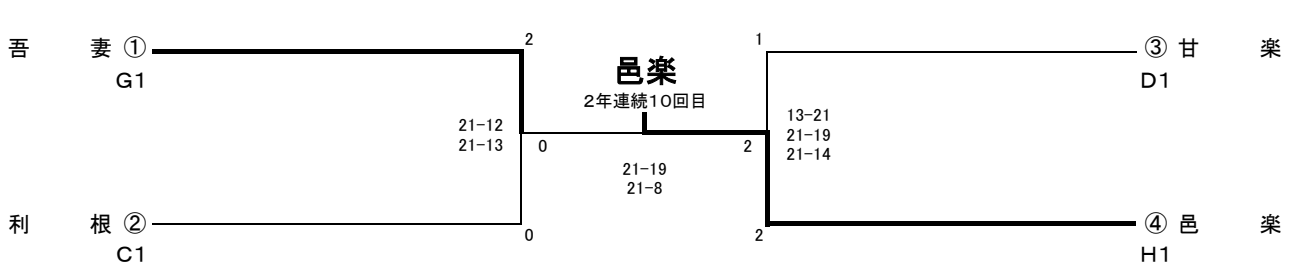 吾　妻 ①
G1
2
21-12
21-13
0
利　根 ②
C1
0
邑楽
2年連続10回目
21-19
21-8
1
③ 甘　楽
D1
13-21
21-19
21-14
2
④ 邑　楽
H1
2